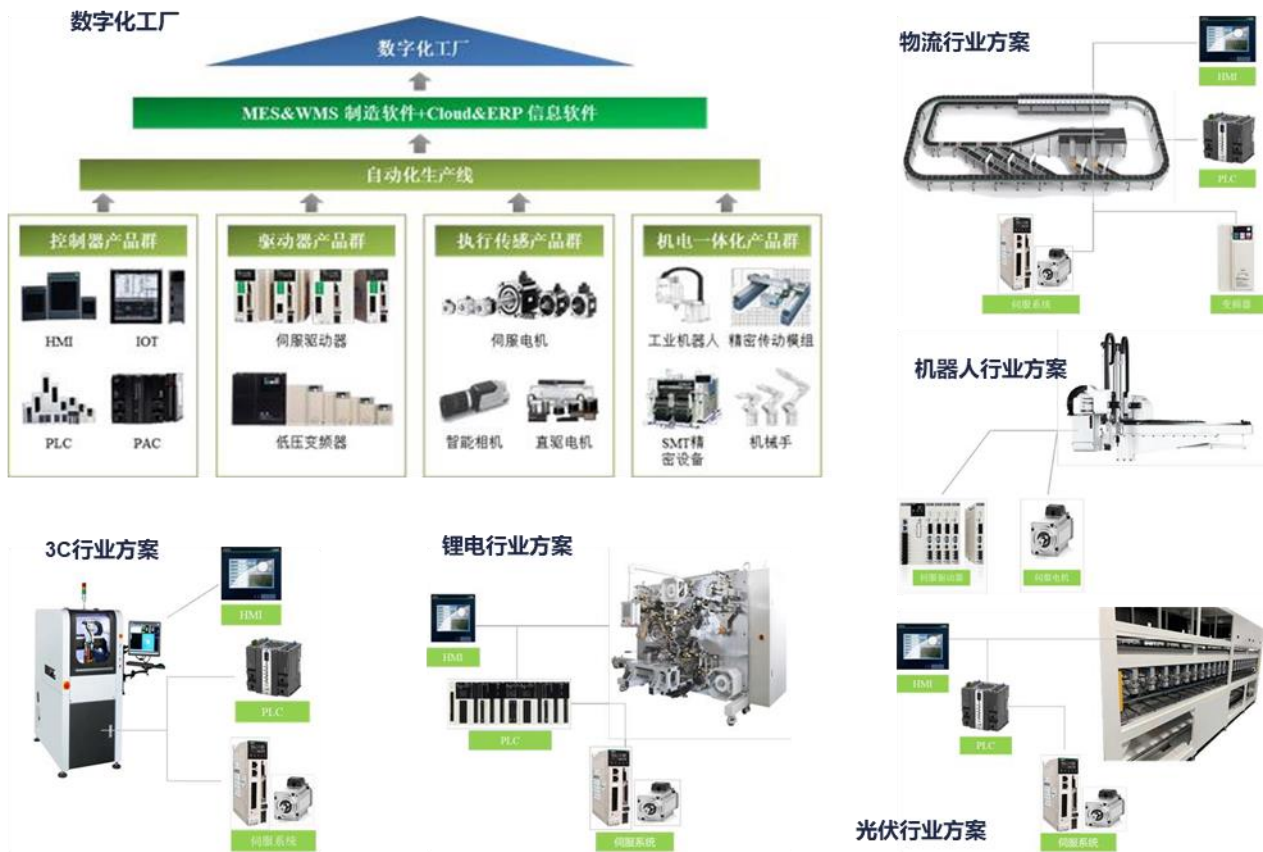 数字化工厂
数字化工厂
MES&WMS 制造软件+Cloud&ERP 信息软件
自动化生产线
控制器产品群
HMI
IOT
PLC
PAC
驱动器产品群
伺服驱动器
低压变频器
执行传感产品群
伺服电机
智能相机
直驱电机
机电一体化产品群
工业机器人
精密传动模组
SMT精
密设备
机械手
物流行业方案
HMI
PLC
伺服系统
变频器
机器人行业方案
伺服驱动器
伺服电机
3C行业方案
HMI
PLC
伺服系统
锂电行业方案
HMI
PLC
伺服系统
HMI
PLC
伺服系统
光伏行业方案